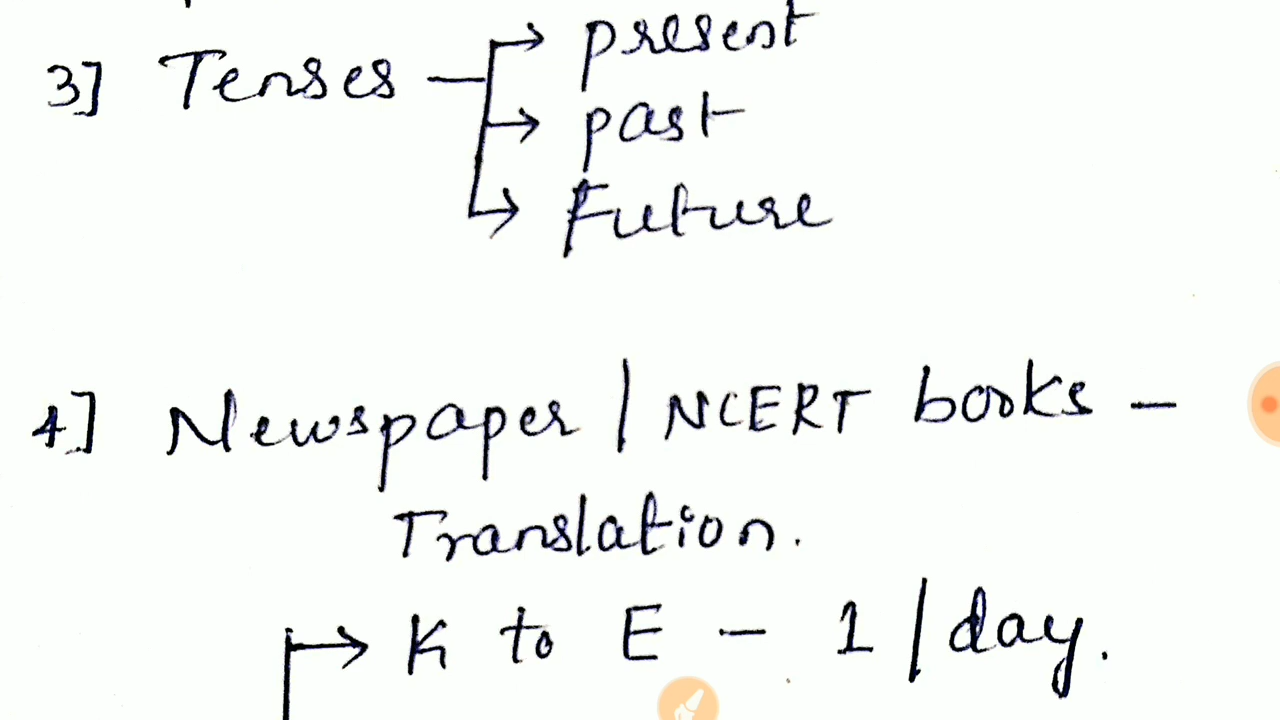 3] Tenses → present
→ past
→ Future
4] Newspaper / NCERT books –
Translation.
→ K to E – 1 / day.